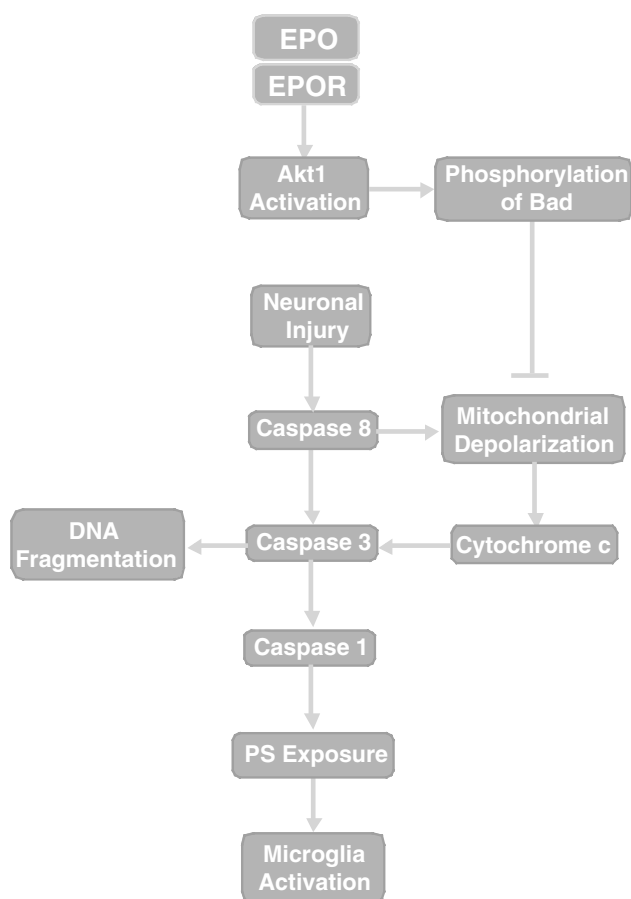 EPO
EPOR
Akt1
Activation
Phosphorylation
of Bad
Neuronal
Injury
Caspase 8
Mitochondrial
Depolarization
DNA
Fragmentation
Caspase 3
Cytochrome c
Caspase 1
PS Exposure
Microglia
Activation